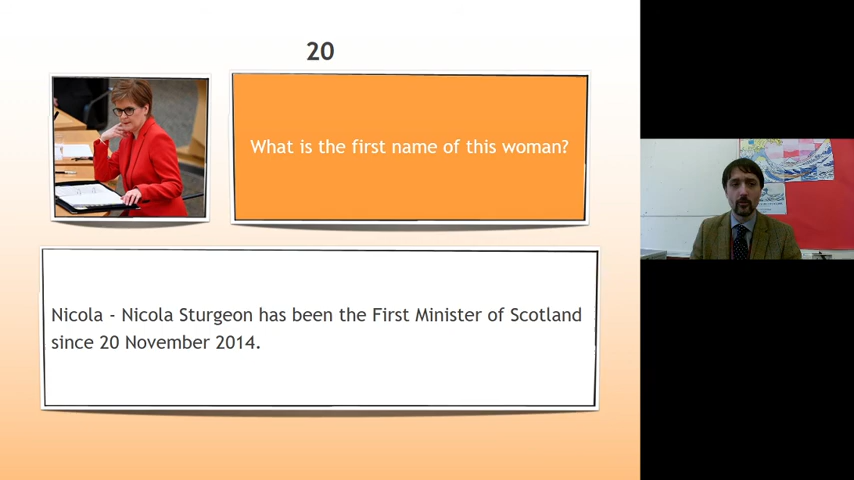 20
What is the first name of this woman?
Nicola - Nicola Sturgeon has been the First Minister of Scotland
since 20 November 2014.